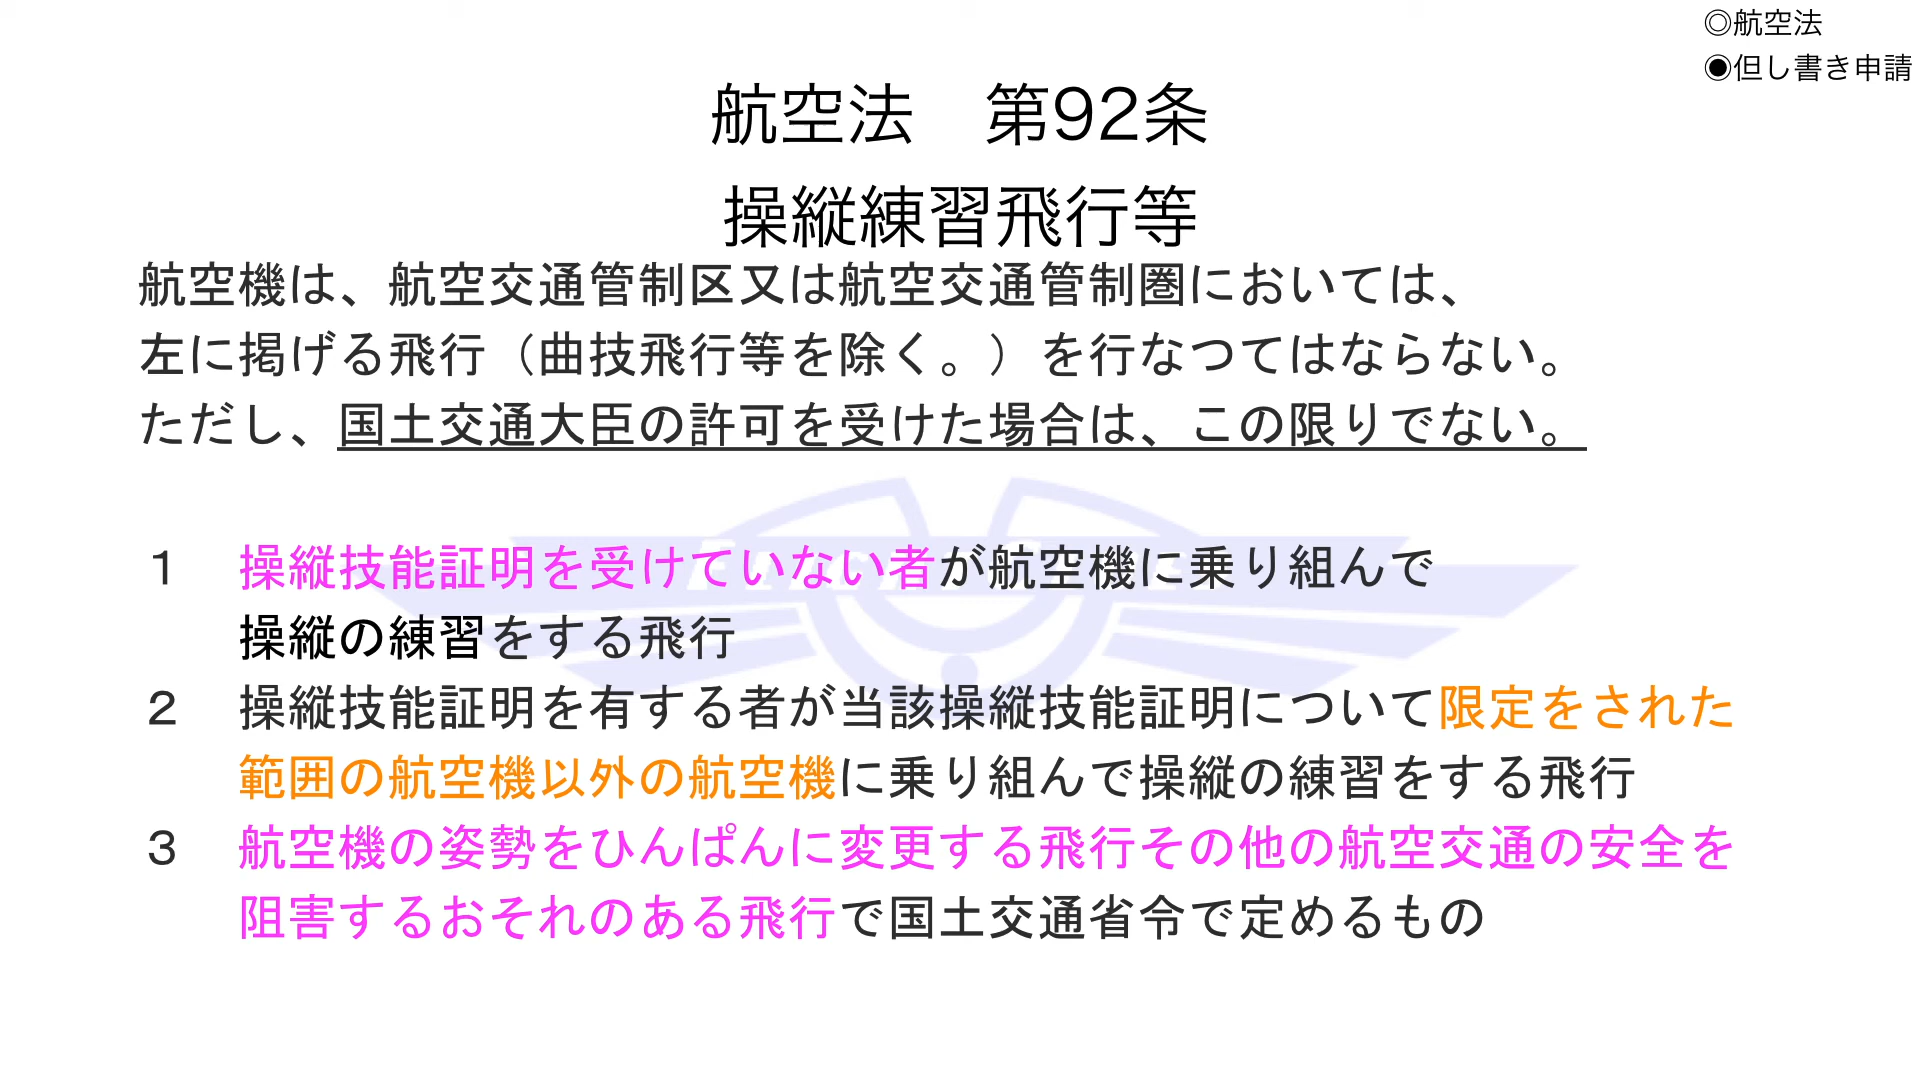 ◎航空法
◉但し書き申請
航空法　第92条
操縦練習飛行等
航空機は、航空交通管制区又は航空交通管制圏においては、
左に掲げる飛行（曲技飛行等を除く。）を行なつてはならない。
ただし、国土交通大臣の許可を受けた場合は、この限りでない。
１　操縦技能証明を受けていない者が航空機に乗り組んで
操縦の練習をする飛行
２　操縦技能証明を有する者が当該操縦技能証明について限定をされた
範囲の航空機以外の航空機に乗り組んで操縦の練習をする飛行
３　航空機の姿勢をひんぱんに変更する飛行その他の航空交通の安全を
阻害するおそれのある飛行で国土交通省令で定めるもの